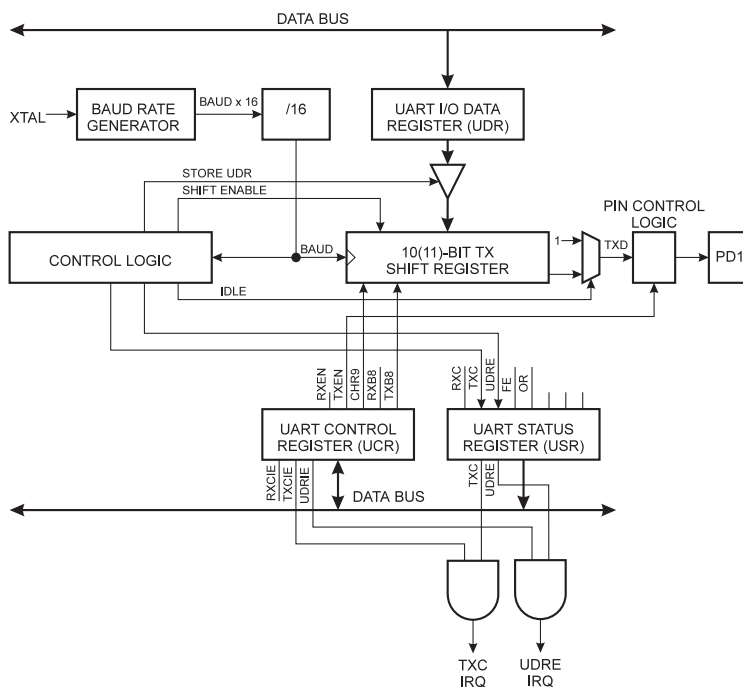 DATA BUS
XTAL
BAUD RATE
GENERATOR
BAUD x 16
/16
UART I/O DATA
REGISTER (UDR)
STORE UDR
SHIFT ENABLE
PIN CONTROL
LOGIC
CONTROL LOGIC
BAUD
10(11)-BIT TX
SHIFT REGISTER
1
TXD
PD1
IDLE
RXEN
TXEN
CHR9
RXB8
TXB8
RXC
TXC
UDRE
FE
OR
UART CONTROL
REGISTER (UCR)
UART STATUS
REGISTER (USR)
RXCIE
TXCIE
UDRIE
TXC
UDRE
DATA BUS
TXC
IRQ
UDRE
IRQ